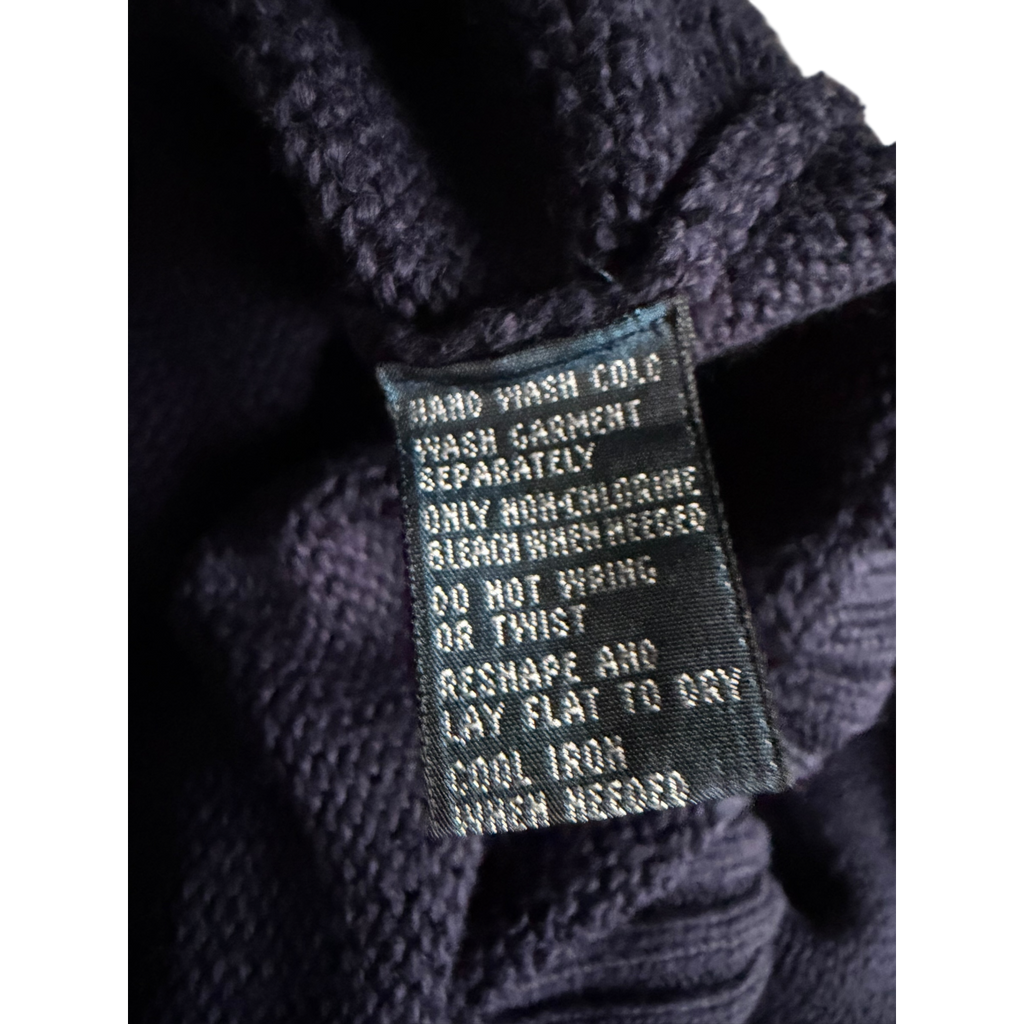 HAND WASH COLD
WASH GARMENT
SEPARATELY
ONLY NON-CHLORINE
BLEACH WHEN NEEDED
DO NOT WRING
OR TWIST
RESHAPE AND
LAY FLAT TO DRY
COOL IRON
WHEN NEEDED